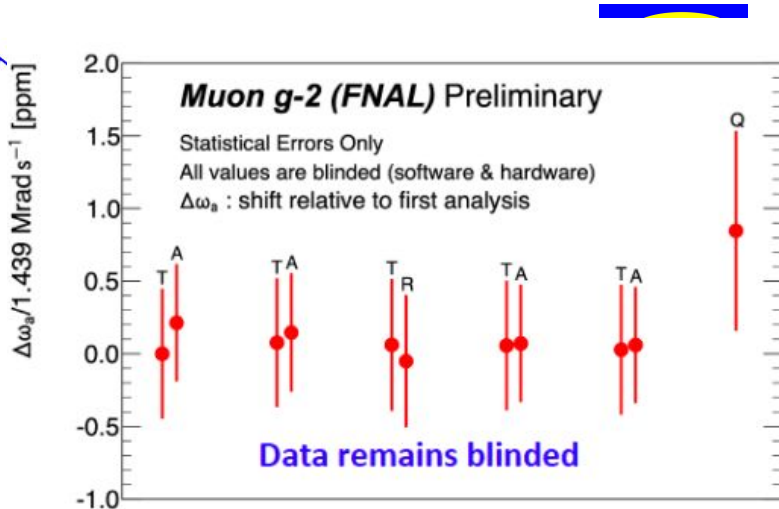 2.0
Muon g-2 (FNAL) Preliminary
Q
1.5
Statistical Errors Only
All values are blinded (software & hardware)
Δωₐ : shift relative to first analysis
1.0
Δωₐ/1.439 Mrad s⁻¹ [ppm]
T A T A T R T A T A
0.5
0.0
-0.5
Data remains blinded
-1.0